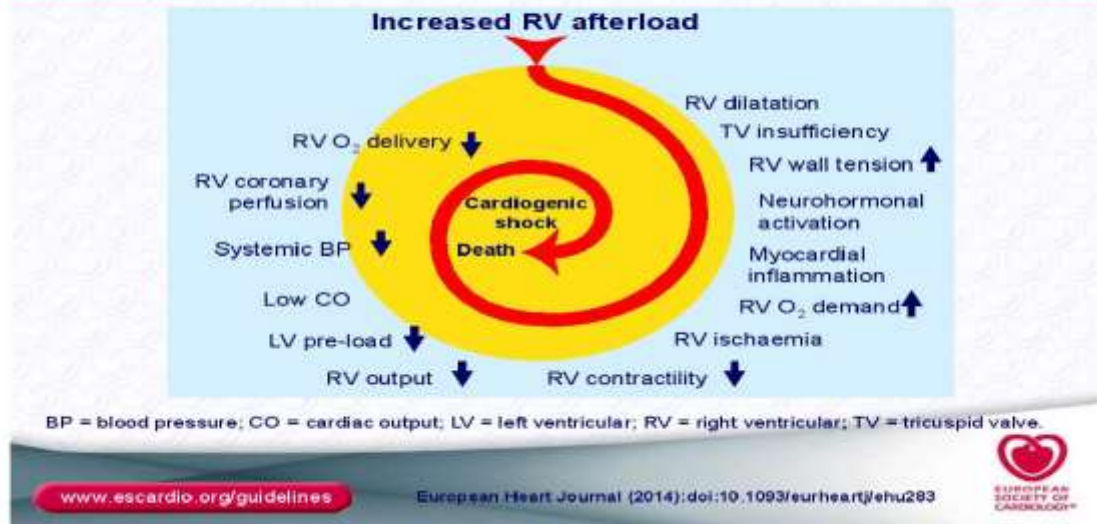 Increased RV afterload
RV dilatation
TV insufficiency
RV wall tension
Neurohormonal
activation
Myocardial
inflammation
RV O₂ demand
RV ischaemia
RV contractility
RV output
LV pre-load
Low CO
Systemic BP
RV coronary
perfusion
RV O₂ delivery
Cardiogenic
shock
Death
BP = blood pressure; CO = cardiac output; LV = left ventricular; RV = right ventricular; TV = tricuspid valve.
www.escardio.org/guidelines
European Heart Journal (2014):doi:10.1093/eurheartj/ehu283
EUROPEAN
SOCIETY OF
CARDIOLOGY®